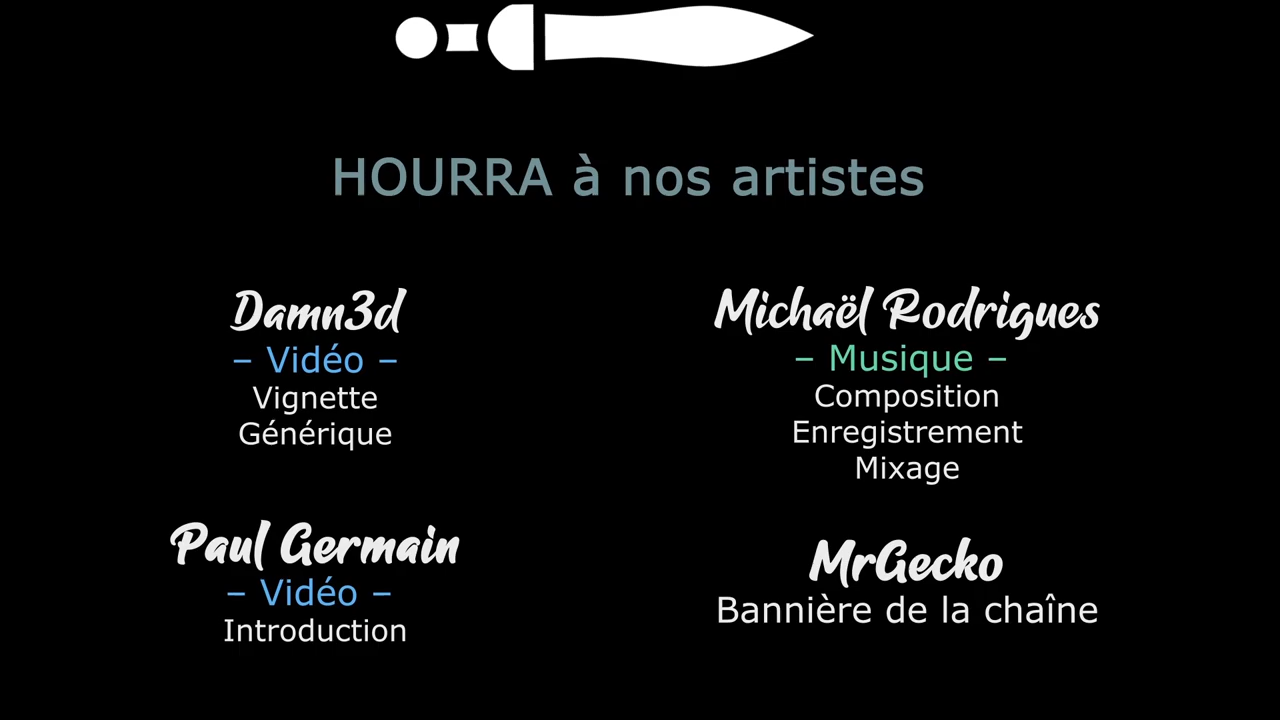 HOURRA à nos artistes
Damn3d
– Vidéo –
Vignette
Générique
Michaël Rodrigues
– Musique –
Composition
Enregistrement
Mixage
Paul Germain
– Vidéo –
Introduction
MrGecko
Bannière de la chaîne